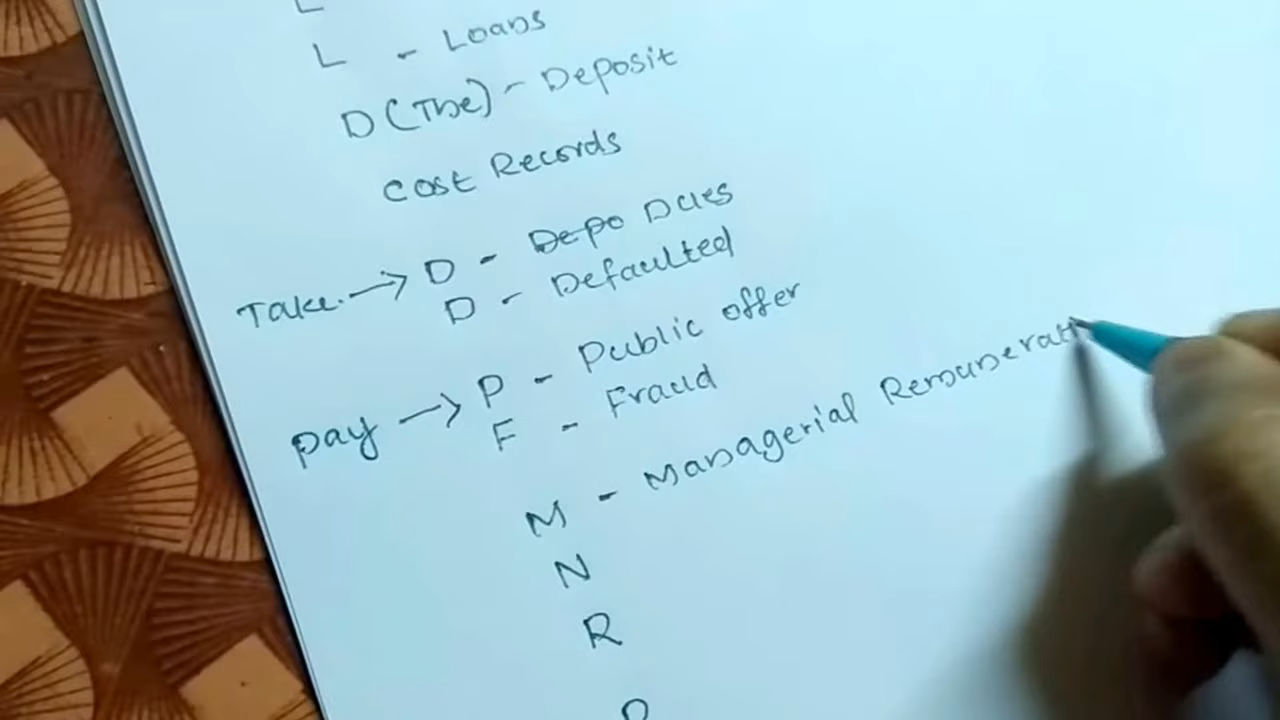 L
L - Loans
D (The) - Deposit
Cost Records
Take. → D - Depo Dues
D - Defaulted
Pay → P - Public offer
F - Fraud
M - Managerial Remunerat
N
R